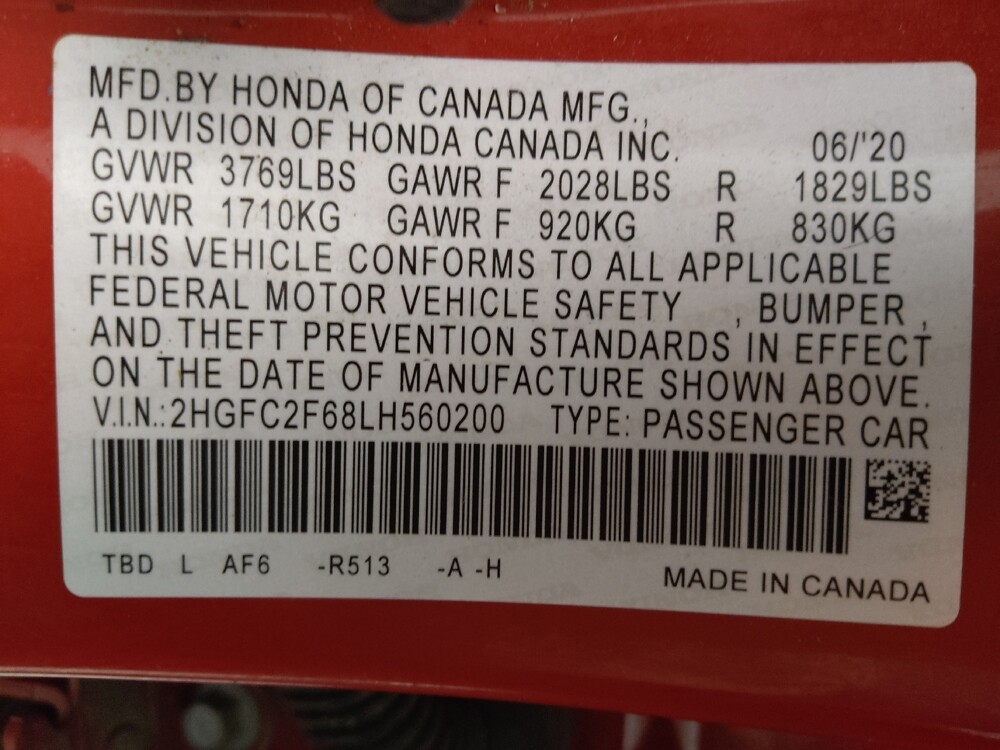 MFD.BY HONDA OF CANADA MFG.,
A DIVISION OF HONDA CANADA INC. 06/'20
GVWR 3769LBS GAWR F 2028LBS R 1829LBS
GVWR 1710KG GAWR F 920KG R 830KG
THIS VEHICLE CONFORMS TO ALL APPLICABLE
FEDERAL MOTOR VEHICLE SAFETY , BUMPER ,
AND THEFT PREVENTION STANDARDS IN EFFECT
ON THE DATE OF MANUFACTURE SHOWN ABOVE.
V.I.N.:2HGFC2F68LH560200 TYPE: PASSENGER CAR
TBD L AF6 -R513 -A -H MADE IN CANADA